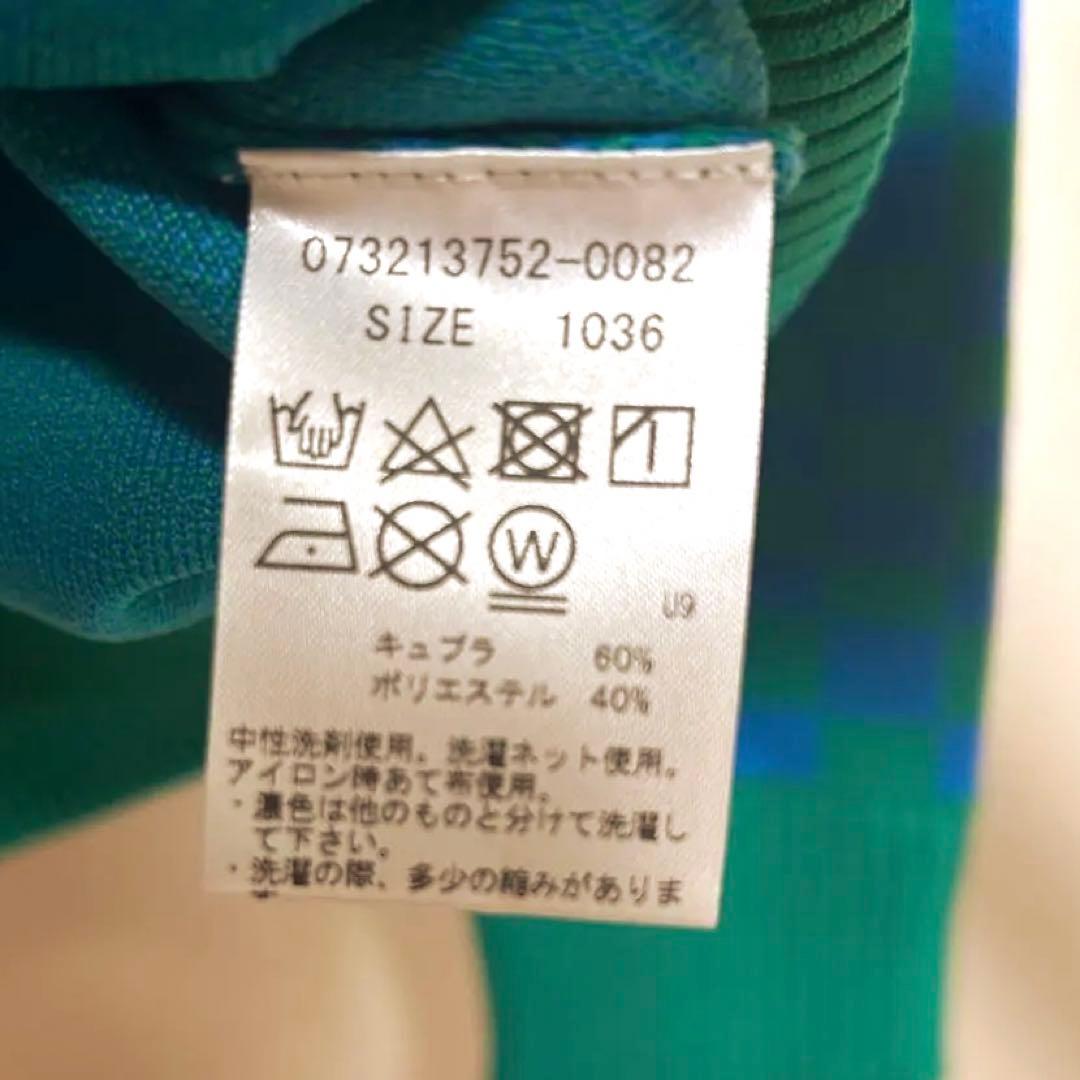 073213752-0082
SIZE 1036
W
U9
キュプラ 60%
ポリエステル 40%
中性洗剤使用。洗濯ネット使用。
アイロン時あて布使用。
・濃色は他のものと分けて洗濯し
て下さい。
・洗濯の際、多少の縮みがありま